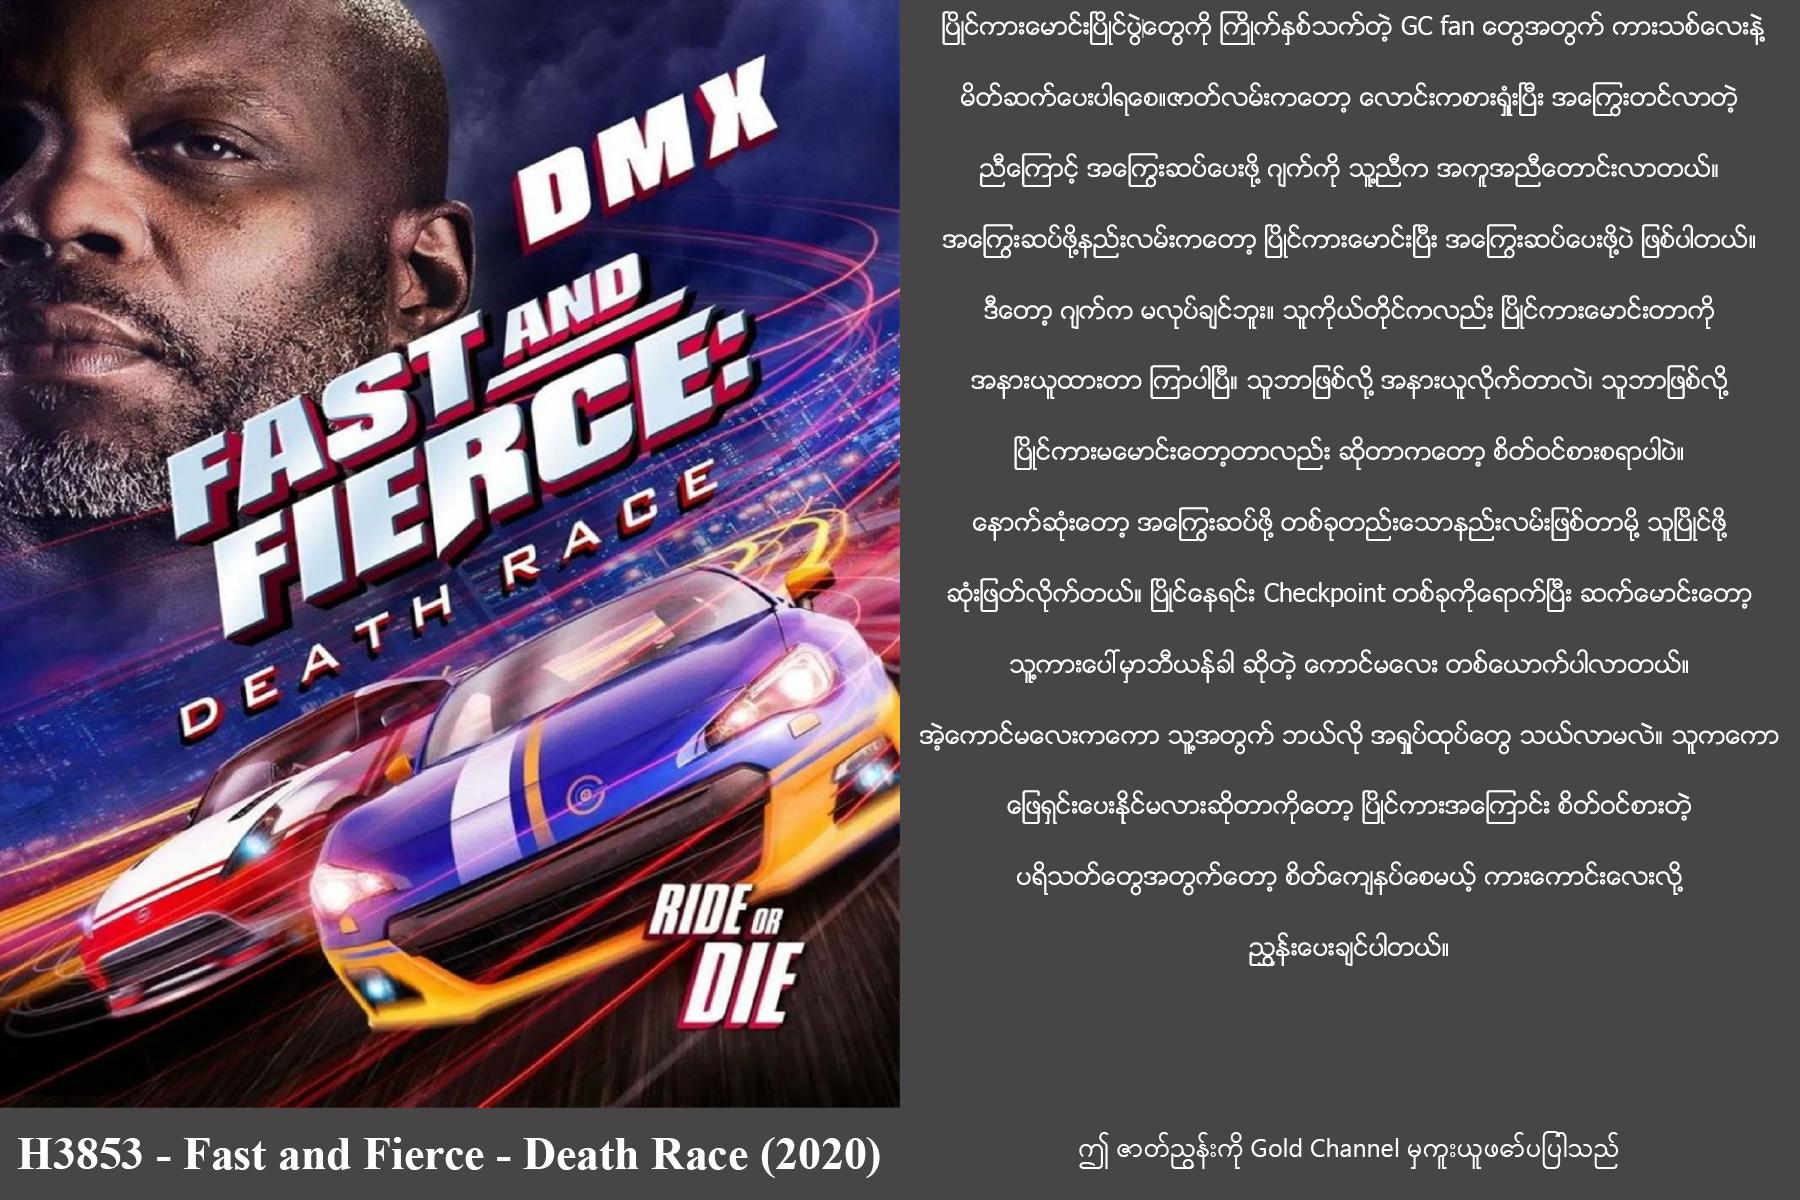 DMX
FAST AND
FIERCE:
DEATH RACE
RIDE OR
DIE
H3853 - Fast and Fierce - Death Race (2020)
ပြိုင်ကားမောင်းပြိုင်ပွဲတွေကို ကြိုက်နှစ်သက်တဲ့ GC fan တွေအတွက် ကားသစ်လေးနဲ့
မိတ်ဆက်ပေးပါရစေ။ဇာတ်လမ်းကတော့ လောင်းကစားရှုံးပြီး အကြွေးတင်လာတဲ့
ညီကြောင့် အကြွေးဆပ်ပေးဖို့ ဂျက်ကို သူ့ညီက အကူအညီတောင်းလာတယ်။
အကြွေးဆပ်ဖို့နည်းလမ်းကတော့ ပြိုင်ကားမောင်းပြီး အကြွေးဆပ်ပေးဖို့ပဲ ဖြစ်ပါတယ်။
ဒီတော့ ဂျက်က မလုပ်ချင်ဘူး။ သူကိုယ်တိုင်ကလည်း ပြိုင်ကားမောင်းတာကို
အနားယူထားတာ ကြာပါပြီ။ သူဘာဖြစ်လို့ အနားယူလိုက်တာလဲ၊ သူဘာဖြစ်လို့
ပြိုင်ကားမမောင်းတော့တာလည်း ဆိုတာကတော့ စိတ်ဝင်စားစရာပါပဲ။
နောက်ဆုံးတော့ အကြွေးဆပ်ဖို့ တစ်ခုတည်းသောနည်းလမ်းဖြစ်တာမို့ သူပြိုင်ဖို့
ဆုံးဖြတ်လိုက်တယ်။ ပြိုင်နေရင်း Checkpoint တစ်ခုကိုရောက်ပြီး ဆက်မောင်းတော့
သူ့ကားပေါ်မှာဘီယန်ခါ ဆိုတဲ့ ကောင်မလေး တစ်ယောက်ပါလာတယ်။
အဲ့ကောင်မလေးကကော သူ့အတွက် ဘယ်လို အရှုပ်ထုပ်တွေ သယ်လာမလဲ။ သူကကော
ဖြေရှင်းပေးနိုင်မလားဆိုတာကိုတော့ ပြိုင်ကားအကြောင်း စိတ်ဝင်စားတဲ့
ပရိသတ်တွေအတွက်တော့ စိတ်ကျေနပ်စေမယ့် ကားကောင်းလေးလို့
ညွှန်းပေးချင်ပါတယ်။
ဤ ဇာတ်ညွှန်းကို Gold Channel မှကူးယူဖော်ပပြါသည်